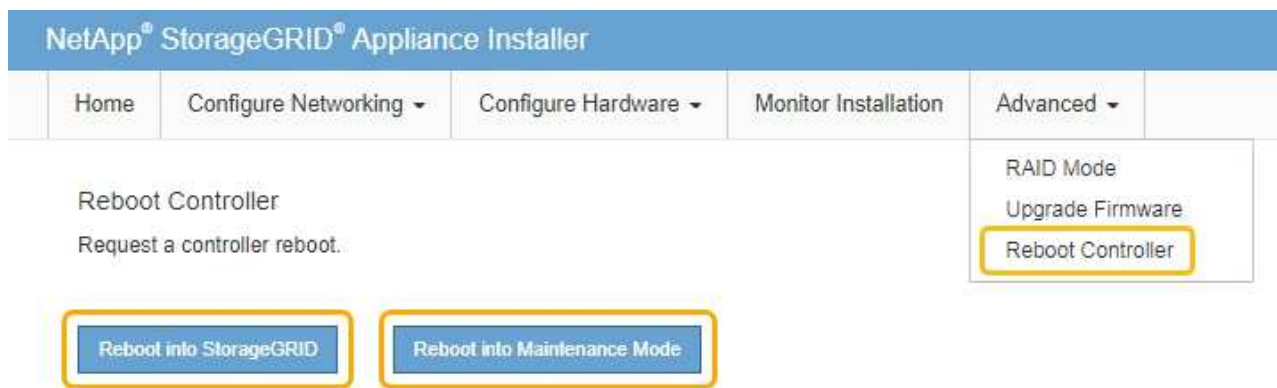 NetApp® StorageGRID® Appliance Installer
Home Configure Networking Configure Hardware Monitor Installation Advanced
RAID Mode
Upgrade Firmware
Reboot Controller
Reboot Controller
Request a controller reboot.
Reboot into StorageGRID Reboot into Maintenance Mode